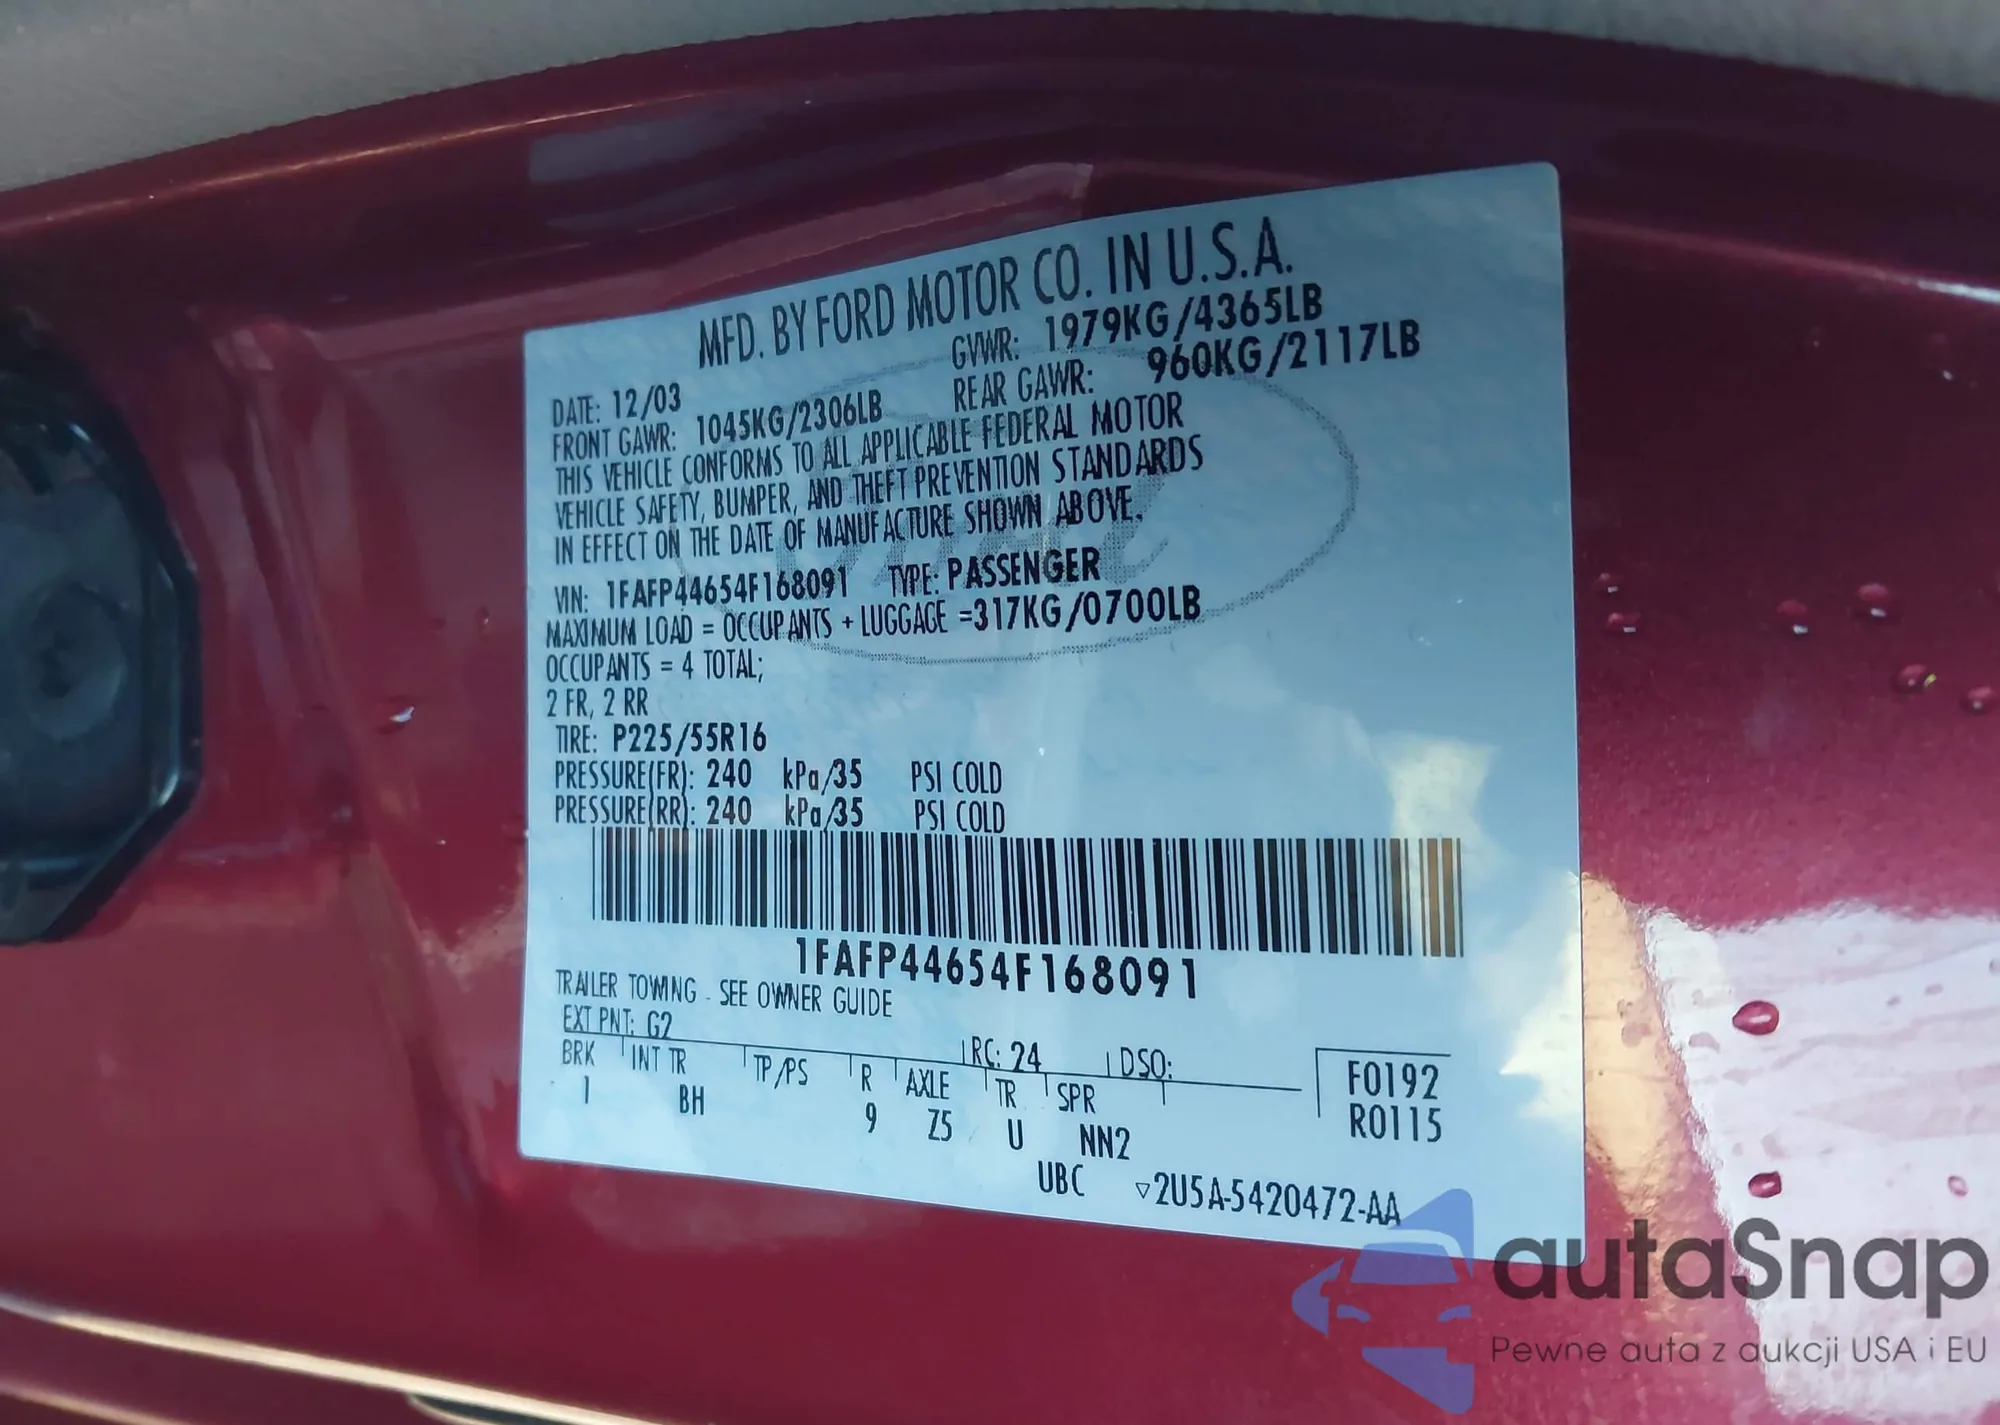 MFD. BY FORD MOTOR CO. IN U.S.A.
DATE: 12/03 GVWR: 1979KG/4365LB
FRONT GAWR: 1045KG/2306LB REAR GAWR: 960KG/2117LB
THIS VEHICLE CONFORMS TO ALL APPLICABLE FEDERAL MOTOR
VEHICLE SAFETY, BUMPER, AND THEFT PREVENTION STANDARDS
IN EFFECT ON THE DATE OF MANUFACTURE SHOWN ABOVE.
VIN: 1FAFP44654F168091 TYPE: PASSENGER
MAXIMUM LOAD = OCCUPANTS + LUGGAGE =317KG/0700LB
OCCUPANTS = 4 TOTAL;
2 FR, 2 RR
TIRE: P225/55R16
PRESSURE(FR): 240 kPa/35 PSI COLD
PRESSURE(RR): 240 kPa/35 PSI COLD
1FAFP44654F168091
TRAILER TOWING - SEE OWNER GUIDE
EXT PNT: G2 RC: 24 DSO:
BRK INT TR TP/PS R AXLE TR SPR
1 BH 9 Z5 U NN2
F0192
R0115
UBC ▽2U5A-5420472-AA
autaSnap
Pewne auta z aukcji USA i EU